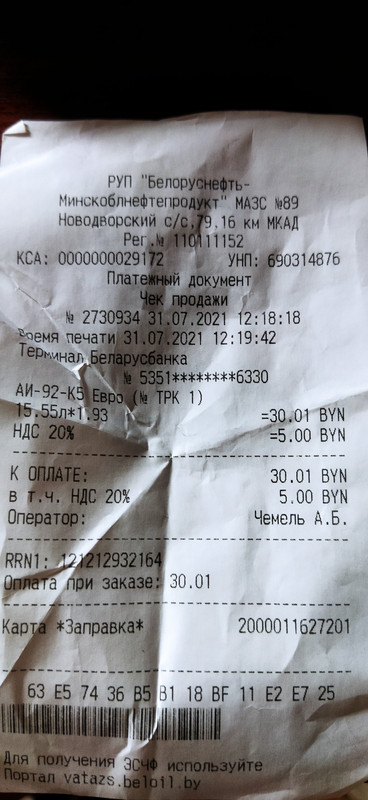 РУП "Белоруснефть-
Минскоблнефтепродукт" МАЗС №89
Новодворский с/с,79,16 км МКАД
Рег.№ 110111152
КСА: 0000000029172 УНП: 690314876
Платежный документ
Чек продажи
№ 2730934 31.07.2021 12:18:18
Время печати 31.07.2021 12:19:42
Терминал Беларусбанка
№ 5351********6330
АИ-92-К5 Евро (№ ТРК 1)
15.55л*1.93 =30.01 BYN
НДС 20% =5.00 BYN
К ОПЛАТЕ: 30.01 BYN
в т.ч. НДС 20% 5.00 BYN
Оператор: Чемель А.Б.
RRN1: 121212932164
Оплата при заказе: 30.01
Карта *Заправка* 2000011627201
63 E5 74 36 B5 B1 18 BF 11 E2 E7 25
Для получения ЭСЧФ используйте
Портал vatazs.beloil.by